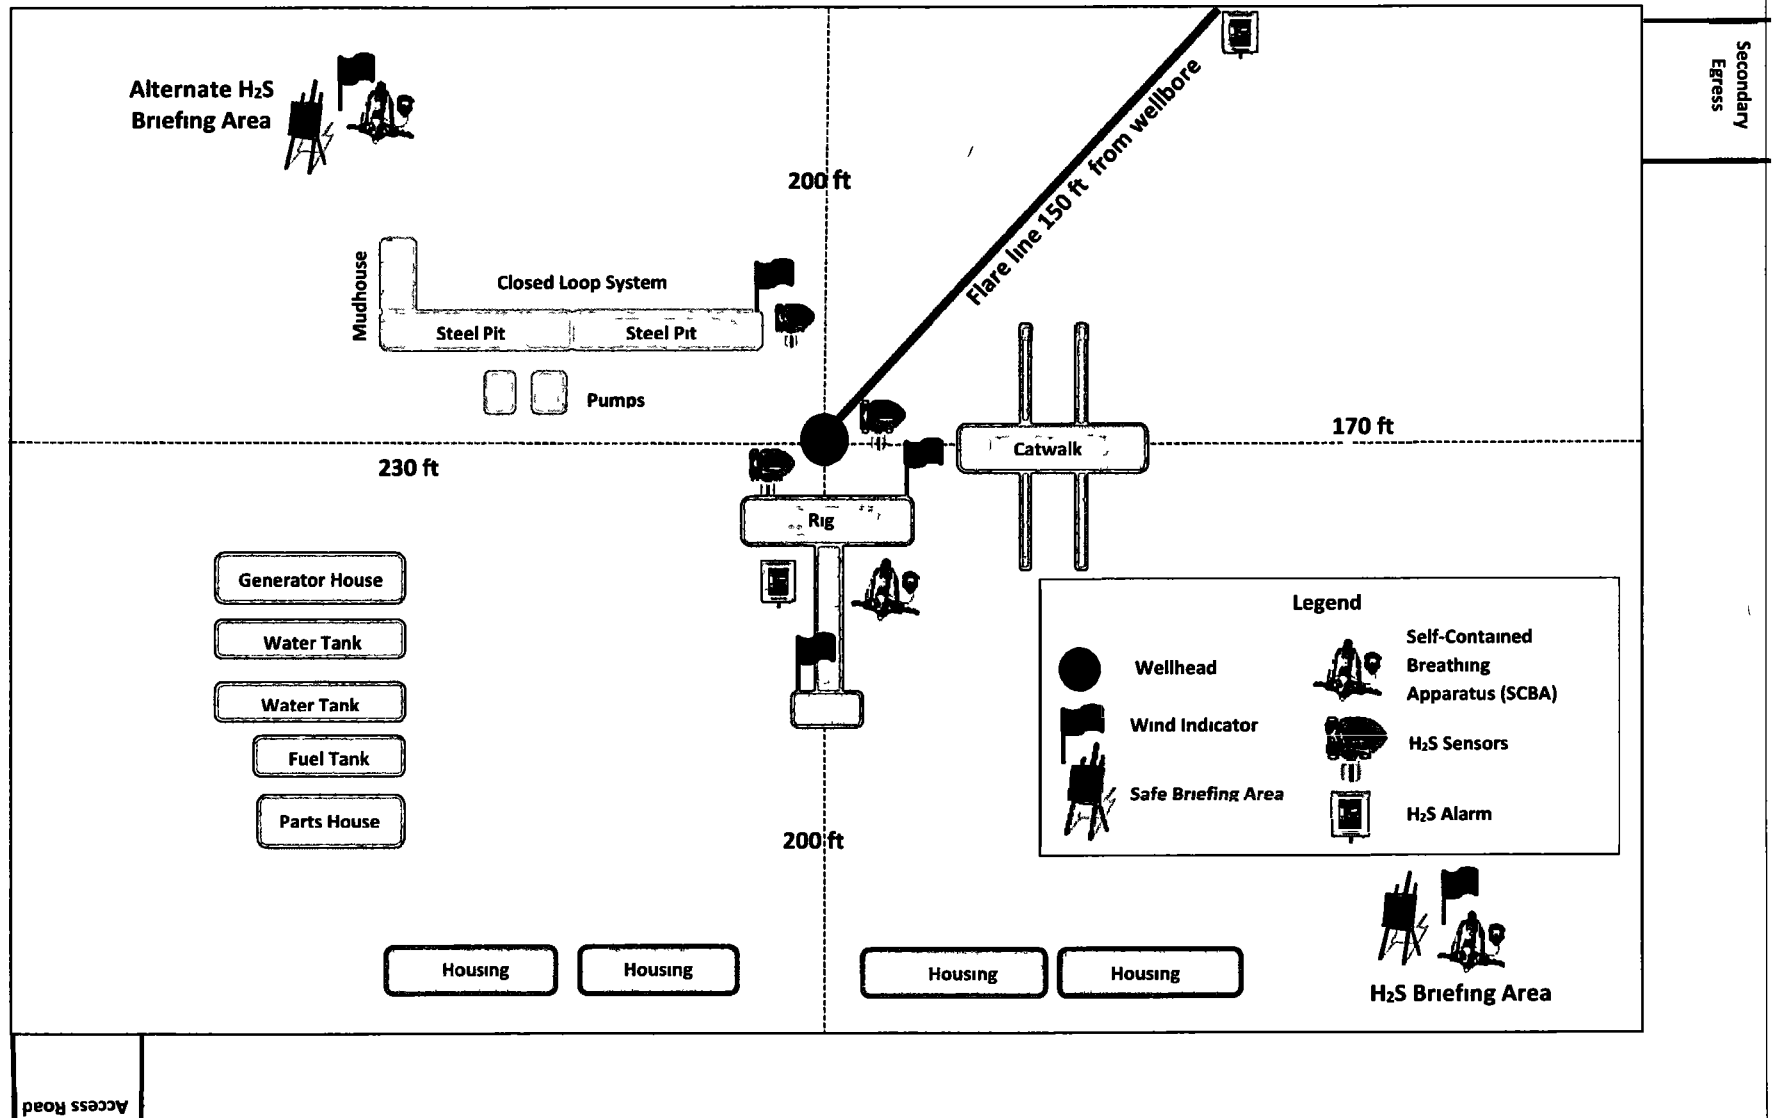 Secondary
Egress
Alternate H₂S
Briefing Area
200 ft
Flare line 150 ft from wellbore
Mudhouse
Closed Loop System
Steel Pit
Steel Pit
Pumps
170 ft
Catwalk
230 ft
Rig
Generator House
Water Tank
Water Tank
Fuel Tank
Parts House
200 ft
Legend
Wellhead
Wind Indicator
Safe Briefing Area
Self-Contained
Breathing
Apparatus (SCBA)
H₂S Sensors
H₂S Alarm
Housing
Housing
Housing
Housing
H₂S Briefing Area
Access Road